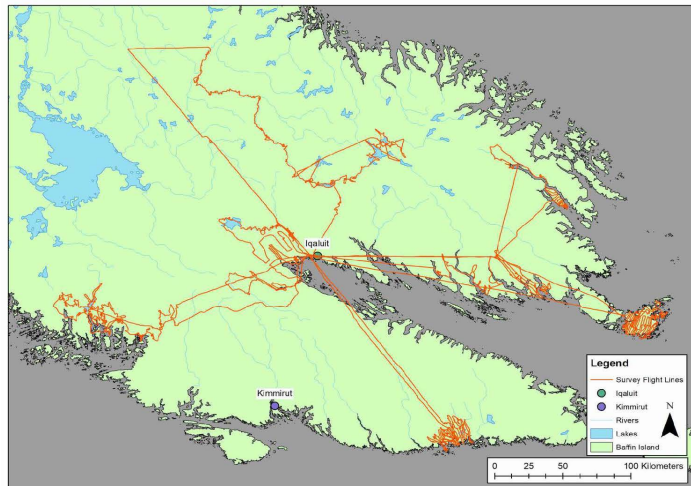 Iqaluit
Kimmirut
Legend
Survey Flight Lines
Iqaluit
Kimmirut
Rivers
Lakes
Baffin Island
N
0 25 50 100 Kilometers